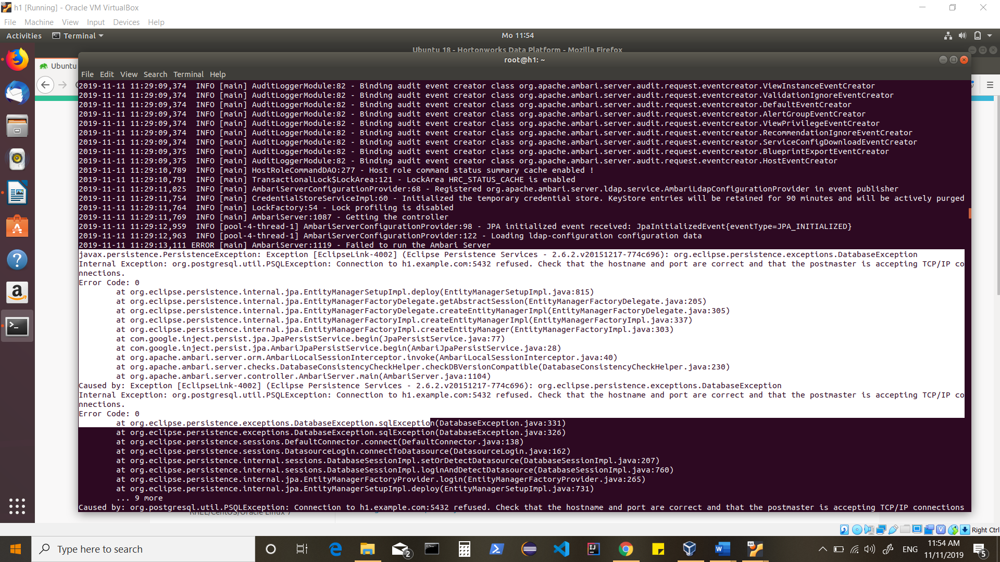 h1 [Running] - Oracle VM VirtualBox
File Machine View Input Devices Help
Activities Terminal Mo 11:54
Ubuntu 18 - Hortonworks Data Platform - Mozilla Firefox
Ubuntu
root@h1: ~
File Edit View Search Terminal Help
2019-11-11 11:29:09,374  INFO [main] AuditLoggerModule:82 - Binding audit event creator class org.apache.ambari.server.audit.request.eventcreator.ViewInstanceEventCreator
2019-11-11 11:29:09,374  INFO [main] AuditLoggerModule:82 - Binding audit event creator class org.apache.ambari.server.audit.request.eventcreator.ValidationIgnoreEventCreator
2019-11-11 11:29:09,374  INFO [main] AuditLoggerModule:82 - Binding audit event creator class org.apache.ambari.server.audit.request.eventcreator.DefaultEventCreator
2019-11-11 11:29:09,374  INFO [main] AuditLoggerModule:82 - Binding audit event creator class org.apache.ambari.server.audit.request.eventcreator.AlertGroupEventCreator
2019-11-11 11:29:09,374  INFO [main] AuditLoggerModule:82 - Binding audit event creator class org.apache.ambari.server.audit.request.eventcreator.ViewPrivilegeEventCreator
2019-11-11 11:29:09,374  INFO [main] AuditLoggerModule:82 - Binding audit event creator class org.apache.ambari.server.audit.request.eventcreator.RecommendationIgnoreEventCreator
2019-11-11 11:29:09,374  INFO [main] AuditLoggerModule:82 - Binding audit event creator class org.apache.ambari.server.audit.request.eventcreator.ServiceConfigDownloadEventCreator
2019-11-11 11:29:09,375  INFO [main] AuditLoggerModule:82 - Binding audit event creator class org.apache.ambari.server.audit.request.eventcreator.BlueprintExportEventCreator
2019-11-11 11:29:09,375  INFO [main] AuditLoggerModule:82 - Binding audit event creator class org.apache.ambari.server.audit.request.eventcreator.HostEventCreator
2019-11-11 11:29:10,789  INFO [main] HostRoleCommandDAO:277 - Host role command status summary cache enabled !
2019-11-11 11:29:10,791  INFO [main] TransactionalLock$LockArea:121 - LockArea HRC_STATUS_CACHE is enabled
2019-11-11 11:29:11,025  INFO [main] AmbariServerConfigurationProvider:68 - Registered org.apache.ambari.server.ldap.service.AmbariLdapConfigurationProvider in event publisher
2019-11-11 11:29:11,754  INFO [main] CredentialStoreServiceImpl:60 - Initialized the temporary credential store. KeyStore entries will be retained for 90 minutes and will be actively purged
2019-11-11 11:29:11,764  INFO [main] LockFactory:54 - Lock profiling is disabled
2019-11-11 11:29:11,769  INFO [main] AmbariServer:1087 - Getting the controller
2019-11-11 11:29:12,959  INFO [pool-4-thread-1] AmbariServerConfigurationProvider:98 - JPA initialized event received: JpaInitializedEvent{eventType=JPA_INITIALIZED}
2019-11-11 11:29:12,963  INFO [pool-4-thread-1] AmbariServerConfigurationProvider:122 - Loading ldap-configuration configuration data
2019-11-11 11:29:13,111 ERROR [main] AmbariServer:1119 - Failed to run the Ambari Server
javax.persistence.PersistenceException: Exception [EclipseLink-4002] (Eclipse Persistence Services - 2.6.2.v20151217-774c696): org.eclipse.persistence.exceptions.DatabaseException
Internal Exception: org.postgresql.util.PSQLException: Connection to h1.example.com:5432 refused. Check that the hostname and port are correct and that the postmaster is accepting TCP/IP co
nnections.
Error Code: 0
at org.eclipse.persistence.internal.jpa.EntityManagerSetupImpl.deploy(EntityManagerSetupImpl.java:815)
at org.eclipse.persistence.internal.jpa.EntityManagerFactoryDelegate.getAbstractSession(EntityManagerFactoryDelegate.java:205)
at org.eclipse.persistence.internal.jpa.EntityManagerFactoryDelegate.createEntityManagerImpl(EntityManagerFactoryDelegate.java:305)
at org.eclipse.persistence.internal.jpa.EntityManagerFactoryImpl.createEntityManagerImpl(EntityManagerFactoryImpl.java:337)
at org.eclipse.persistence.internal.jpa.EntityManagerFactoryImpl.createEntityManager(EntityManagerFactoryImpl.java:303)
at com.google.inject.persist.jpa.JpaPersistService.begin(JpaPersistService.java:77)
at com.google.inject.persist.jpa.AmbariJpaPersistService.begin(AmbariJpaPersistService.java:28)
at org.apache.ambari.server.orm.AmbariLocalSessionInterceptor.invoke(AmbariLocalSessionInterceptor.java:40)
at org.apache.ambari.server.checks.DatabaseConsistencyCheckHelper.checkDBVersionCompatible(DatabaseConsistencyCheckHelper.java:230)
at org.apache.ambari.server.controller.AmbariServer.main(AmbariServer.java:1104)
Caused by: Exception [EclipseLink-4002] (Eclipse Persistence Services - 2.6.2.v20151217-774c696): org.eclipse.persistence.exceptions.DatabaseException
Internal Exception: org.postgresql.util.PSQLException: Connection to h1.example.com:5432 refused. Check that the hostname and port are correct and that the postmaster is accepting TCP/IP co
nnections.
Error Code: 0
at org.eclipse.persistence.exceptions.DatabaseException.sqlException(DatabaseException.java:331)
at org.eclipse.persistence.exceptions.DatabaseException.sqlException(DatabaseException.java:326)
at org.eclipse.persistence.sessions.DefaultConnector.connect(DefaultConnector.java:138)
at org.eclipse.persistence.sessions.DatasourceLogin.connectToDatasource(DatasourceLogin.java:162)
at org.eclipse.persistence.internal.sessions.DatabaseSessionImpl.setOrDetectDatasource(DatabaseSessionImpl.java:207)
at org.eclipse.persistence.internal.sessions.DatabaseSessionImpl.loginAndDetectDatasource(DatabaseSessionImpl.java:760)
at org.eclipse.persistence.internal.jpa.EntityManagerFactoryProvider.login(EntityManagerFactoryProvider.java:265)
at org.eclipse.persistence.internal.jpa.EntityManagerSetupImpl.deploy(EntityManagerSetupImpl.java:731)
... 9 more
Caused by: org.postgresql.util.PSQLException: Connection to h1.example.com:5432 refused. Check that the hostname and port are correct and that the postmaster is accepting TCP/IP connections
RHEL/CentOS/Oracle Linux 7
Right Ctrl
Type here to search
2
ENG
11:54 AM
11/11/2019
5